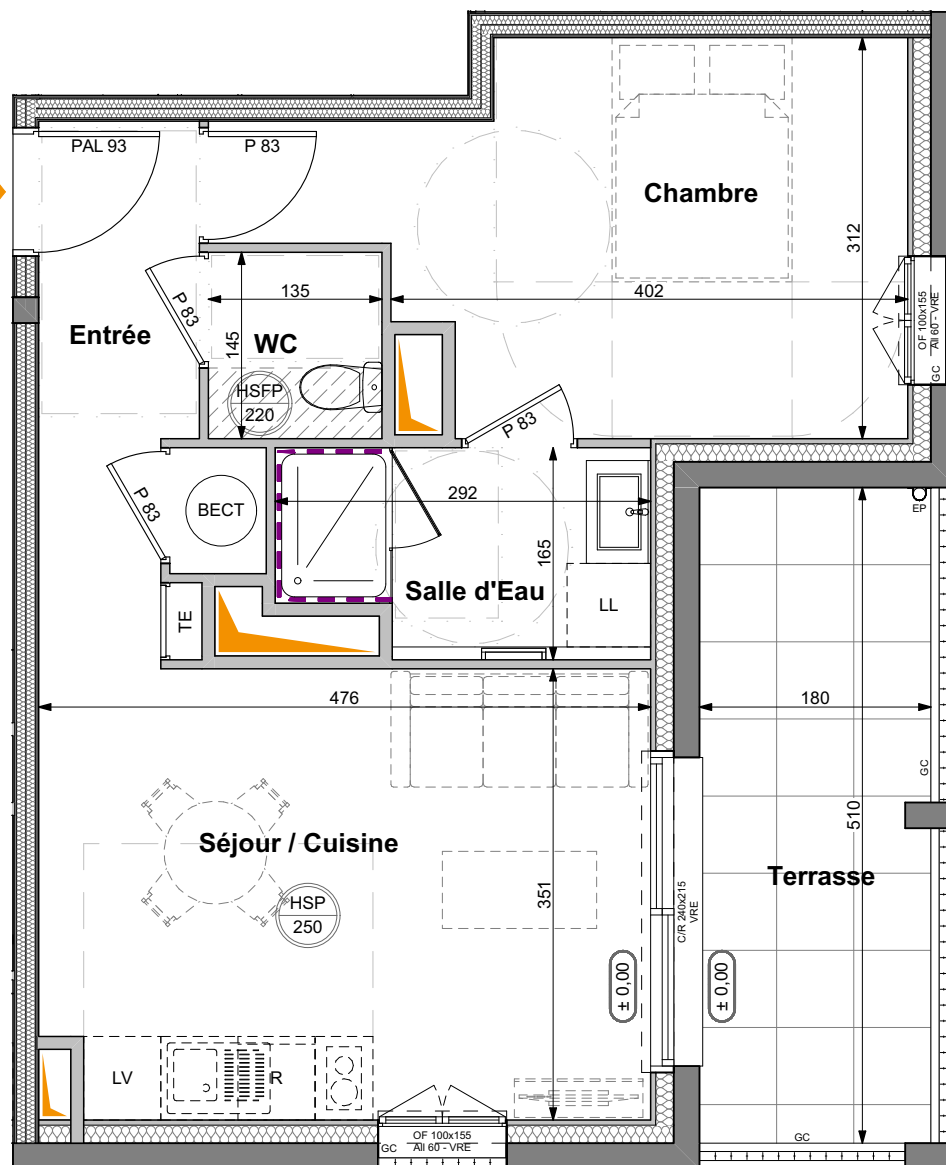 PAL 93
P 83
Chambre
312
402
OF 100x155
All 60 - VRE
GC
135
Entrée
P 83
145
WC
HSFP
220
P 83
P 83
BECT
292
165
EP
Salle d'Eau
LL
TE
476
180
GC
510
Séjour / Cuisine
HSP
250
351
C/R 240x215
VRE
Terrasse
± 0,00
± 0,00
LV
R
OF 100x155
All 60 - VRE
GC
GC